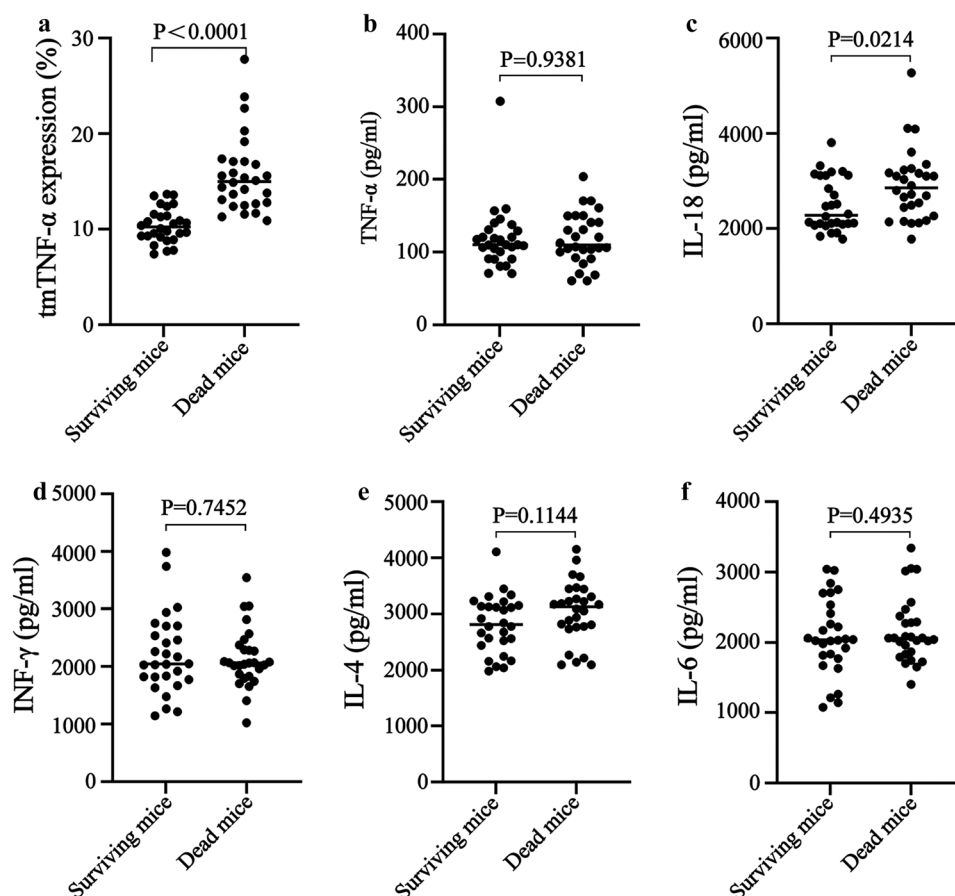 a
P<0.0001
tmTNF-α expression (%)
30
20
10
0
Surviving mice
Dead mice
b
P=0.9381
TNF-α (pg/ml)
400
300
200
100
0
Surviving mice
Dead mice
c
P=0.0214
IL-18 (pg/ml)
6000
4000
2000
0
Surviving mice
Dead mice
d
P=0.7452
INF-γ (pg/ml)
5000
4000
3000
2000
1000
0
Surviving mice
Dead mice
e
P=0.1144
IL-4 (pg/ml)
5000
4000
3000
2000
1000
0
Surviving mice
Dead mice
f
P=0.4935
IL-6 (pg/ml)
4000
3000
2000
1000
0
Surviving mice
Dead mice